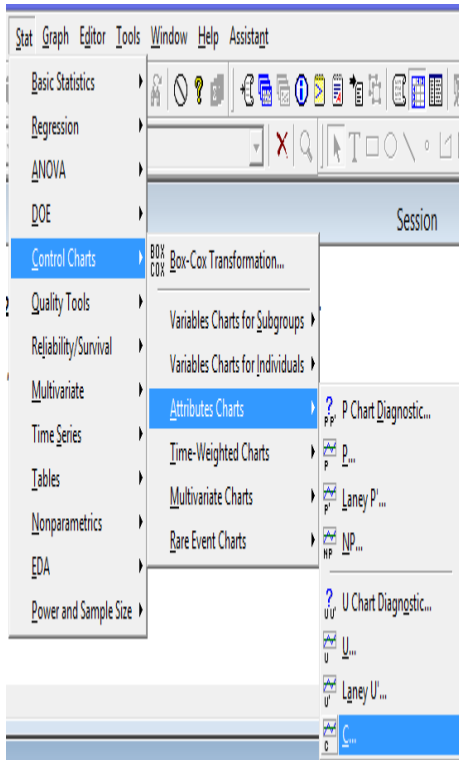 Stat Graph Editor Tools Window Help Assistant
Basic Statistics
Regression
ANOVA
DOE
Control Charts
Quality Tools
Reliability/Survival
Multivariate
Time Series
Tables
Nonparametrics
EDA
Power and Sample Size
Session
BOX COX Box-Cox Transformation...
Variables Charts for Subgroups
Variables Charts for Individuals
Attributes Charts
Time-Weighted Charts
Multivariate Charts
Rare Event Charts
P P' P Chart Diagnostic...
P P...
P' Laney P'...
NP NP...
U U' U Chart Diagnostic...
U U...
U' Laney U'...
C C...